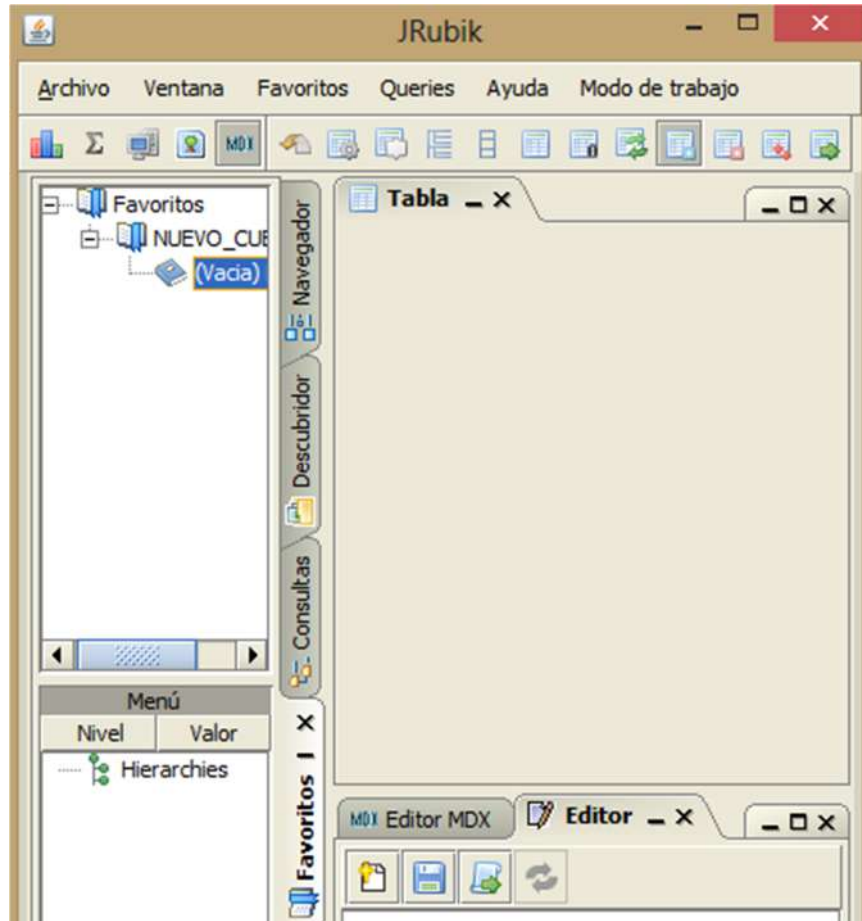 JRubik
Archivo Ventana Favoritos Queries Ayuda Modo de trabajo
Σ MDX
Favoritos
NUEVO_CUE
(Vacia)
Navegador
Descubridor
Consultas
Favoritos
Tabla
Menú
Nivel Valor
Hierarchies
MDX Editor MDX Editor